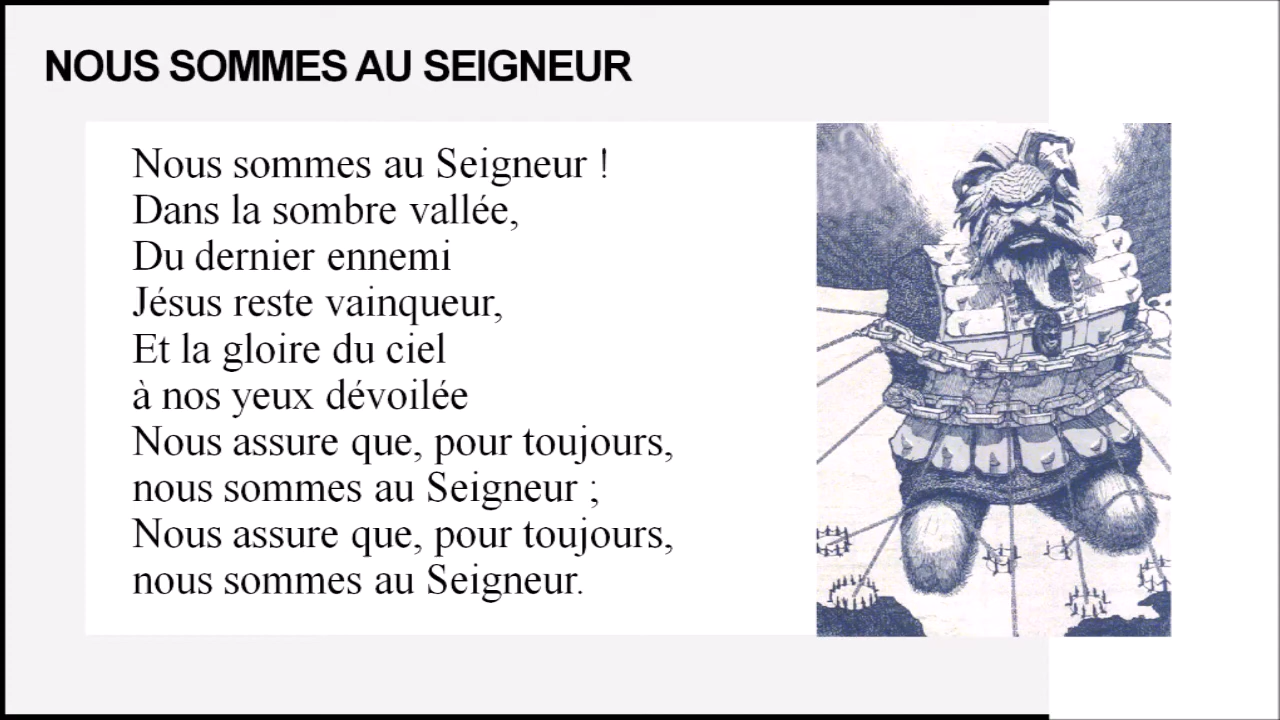 NOUS SOMMES AU SEIGNEUR
Nous sommes au Seigneur !
Dans la sombre vallée,
Du dernier ennemi
Jésus reste vainqueur,
Et la gloire du ciel
à nos yeux dévoilée
Nous assure que, pour toujours,
nous sommes au Seigneur ;
Nous assure que, pour toujours,
nous sommes au Seigneur.